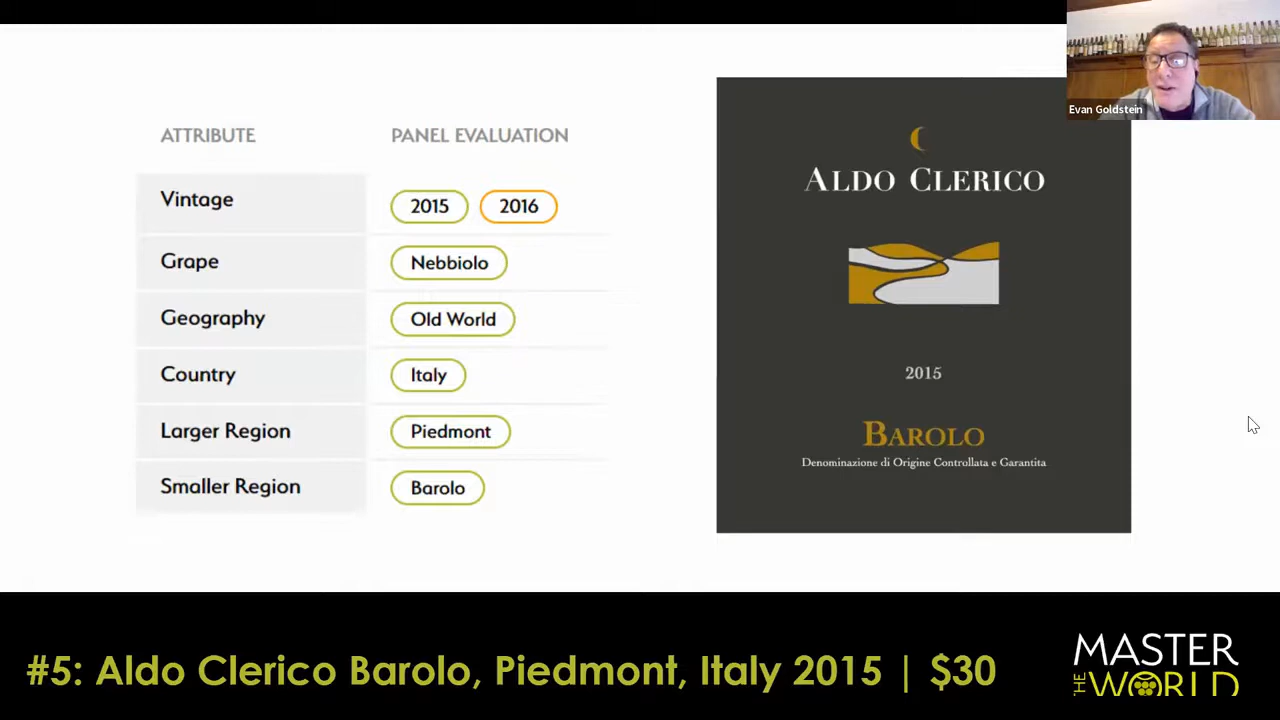 Evan Goldstein
ATTRIBUTE PANEL EVALUATION
Vintage 2015 2016
Grape Nebbiolo
Geography Old World
Country Italy
Larger Region Piedmont
Smaller Region Barolo
ALDO CLERICO
2015
BAROLO
Denominazione di Origine Controllata e Garantita
#5: Aldo Clerico Barolo, Piedmont, Italy 2015 | $30
MASTER
THE WORLD